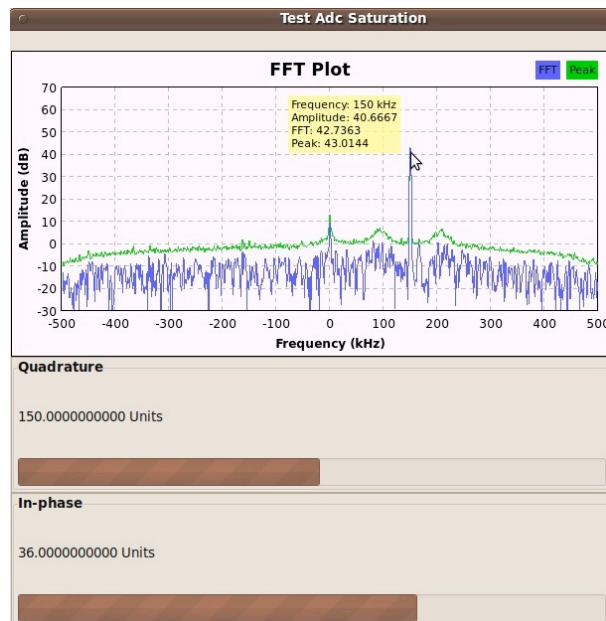 Test Adc Saturation
FFT Plot
FFT Peak
Frequency: 150 kHz
Amplitude: 40.6667
FFT: 42.7363
Peak: 43.0144
Amplitude (dB)
70
60
50
40
30
20
10
0
-10
-20
-30
-500 -400 -300 -200 -100 0 100 200 300 400 500
Frequency (kHz)
Quadrature
150.0000000000 Units
In-phase
36.0000000000 Units